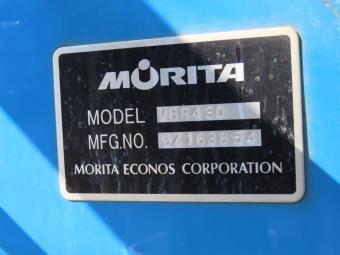 MORITA
MODEL
MFG.NO.
MORITA ECONOS CORPORATION